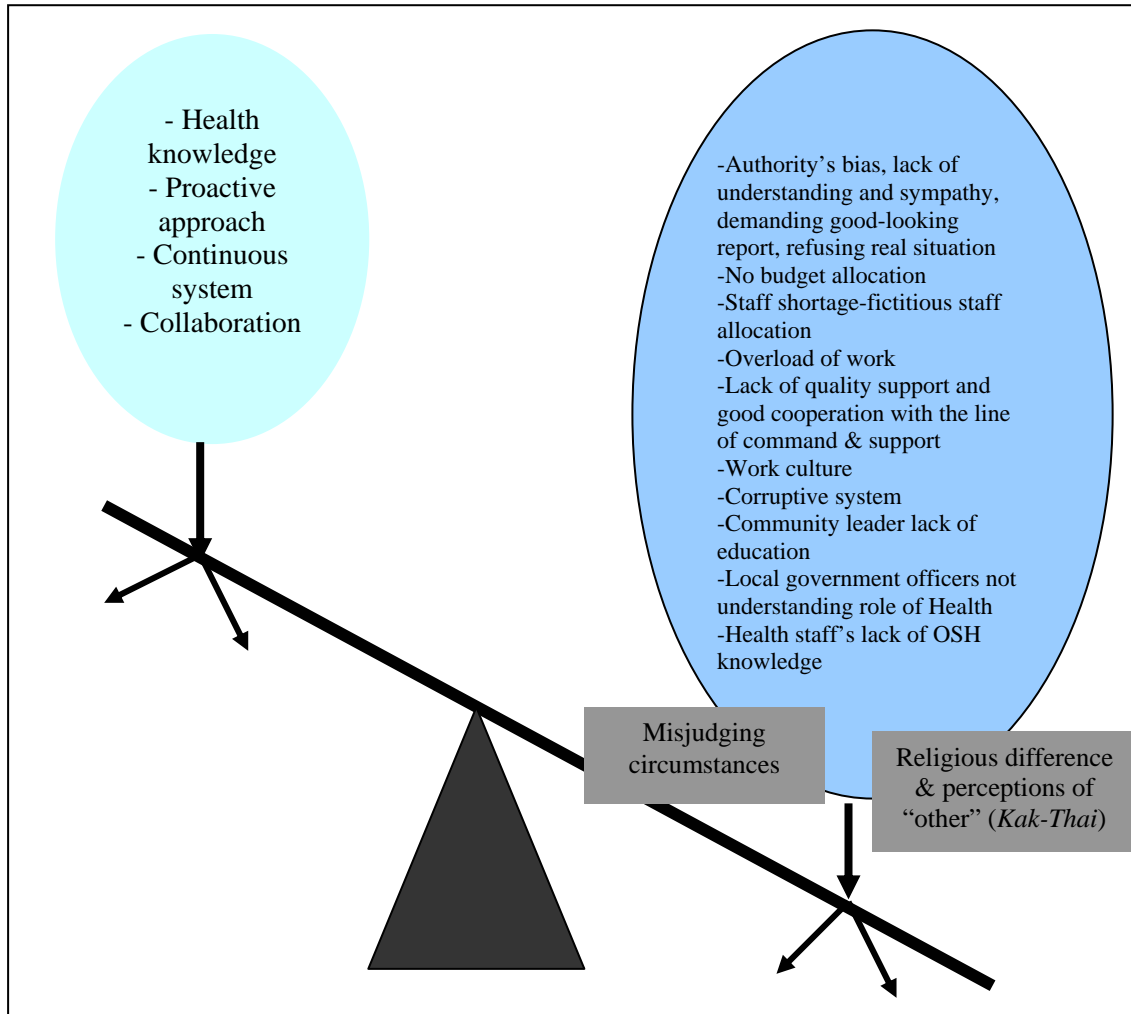 - Health
knowledge
- Proactive
approach
- Continuous
system
- Collaboration
-Authority’s bias, lack of
understanding and sympathy,
demanding good-looking
report, refusing real situation
-No budget allocation
-Staff shortage-fictitious staff
allocation
-Overload of work
-Lack of quality support and
good cooperation with the line
of command & support
-Work culture
-Corruptive system
-Community leader lack of
education
-Local government officers not
understanding role of Health
-Health staff’s lack of OSH
knowledge
Misjudging
circumstances
Religious difference
& perceptions of
“other” (Kak-Thai)